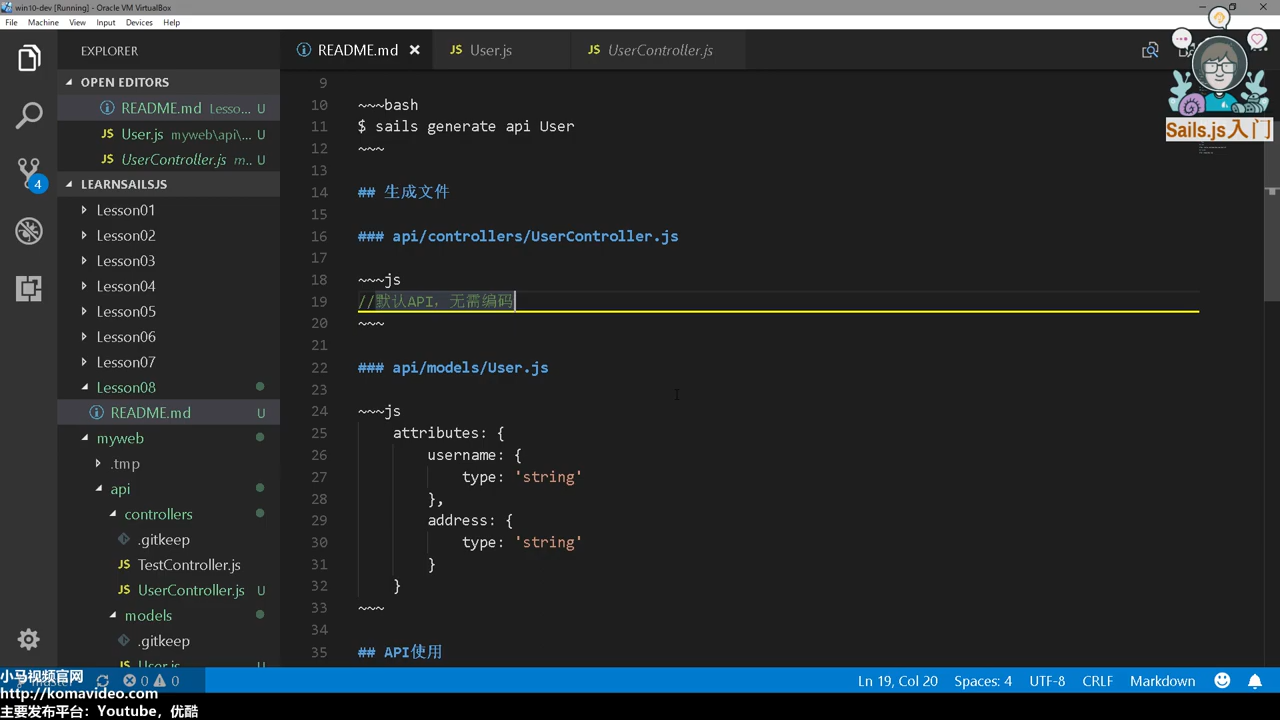 win10-dev [Running] - Oracle VM VirtualBox
File Machine View Input Devices Help
EXPLORER
README.md
User.js
UserController.js
OPEN EDITORS
README.md Lesso... U
User.js myweb\api\... U
UserController.js m.. U
LEARNSAILSJS
Lesson01
Lesson02
Lesson03
Lesson04
Lesson05
Lesson06
Lesson07
Lesson08
README.md U
myweb
.tmp
api
controllers
.gitkeep
TestController.js
UserController.js U
models
.gitkeep
User.js U
4
9
10 ~~~bash
11 $ sails generate api User
12 ~~~
13
14 ## 生成文件
15
16 ### api/controllers/UserController.js
17
18 ~~~js
19 //默认API，无需编码
20 ~~~
21
22 ### api/models/User.js
23
24 ~~~js
25 attributes: {
26 username: {
27 type: 'string'
28 },
29 address: {
30 type: 'string'
31 }
32 }
33 ~~~
34
35 ## API使用
Sails.js入门
小马视频官网
http://komavideo.com
主要发布平台：Youtube，优酷
0 0
Ln 19, Col 20 Spaces: 4 UTF-8 CRLF Markdown